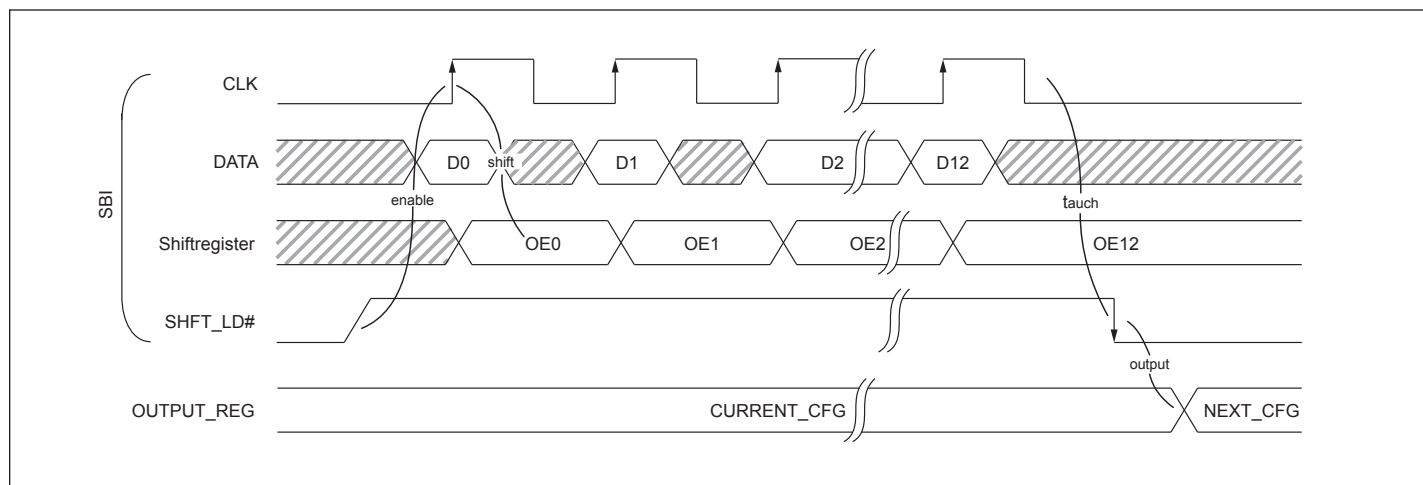 SBI
CLK
DATA D0 shift D1 D2 D12
enable
tauch
Shiftregister OE0 OE1 OE2 OE12
SHFT_LD#
output
OUTPUT_REG CURRENT_CFG NEXT_CFG